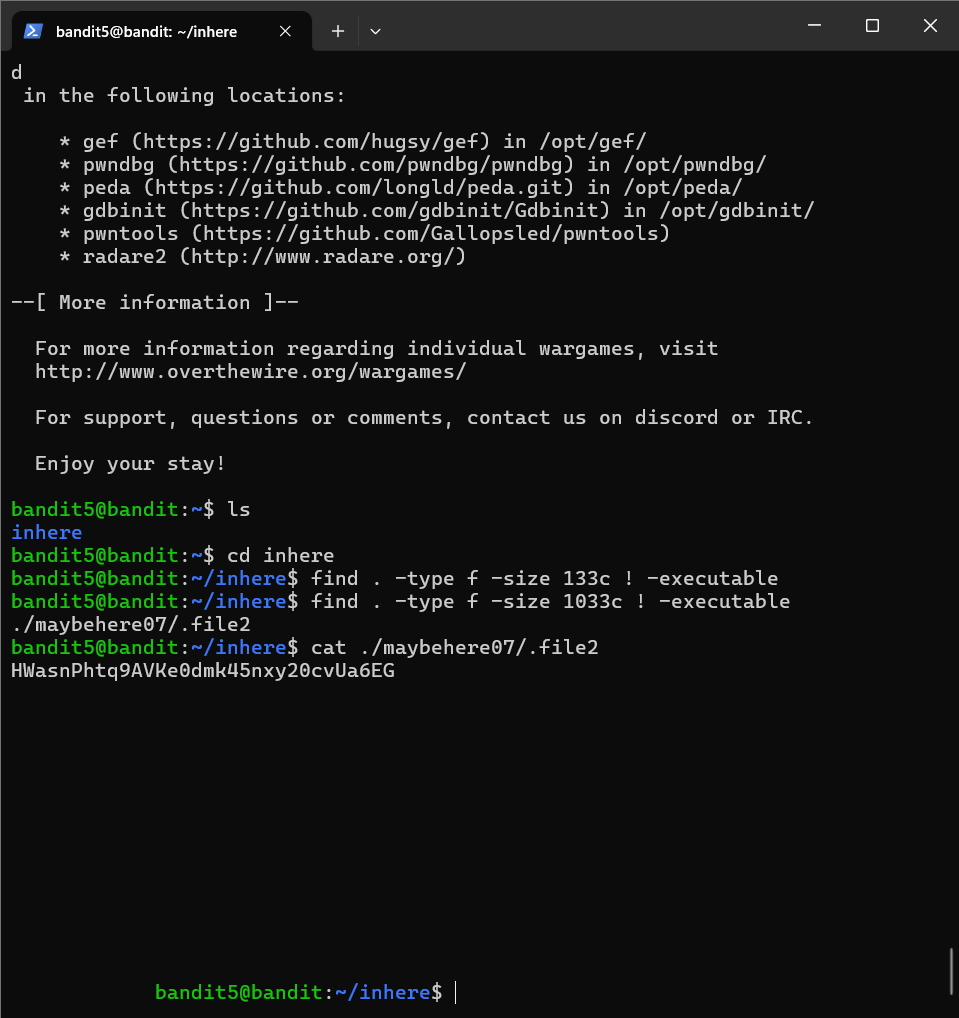 bandit5@bandit: ~/inhere
d
 in the following locations:

    * gef (https://github.com/hugsy/gef) in /opt/gef/
    * pwndbg (https://github.com/pwndbg/pwndbg) in /opt/pwndbg/
    * peda (https://github.com/longld/peda.git) in /opt/peda/
    * gdbinit (https://github.com/gdbinit/Gdbinit) in /opt/gdbinit/
    * pwntools (https://github.com/Gallopsled/pwntools)
    * radare2 (http://www.radare.org/)

--[ More information ]--

  For more information regarding individual wargames, visit
  http://www.overthewire.org/wargames/

  For support, questions or comments, contact us on discord or IRC.

  Enjoy your stay!

bandit5@bandit:~$ ls
inhere
bandit5@bandit:~$ cd inhere
bandit5@bandit:~/inhere$ find . -type f -size 133c ! -executable
bandit5@bandit:~/inhere$ find . -type f -size 1033c ! -executable
./maybehere07/.file2
bandit5@bandit:~/inhere$ cat ./maybehere07/.file2
HWasnPhtq9AVKe0dmk45nxy20cvUa6EG
bandit5@bandit:~/inhere$